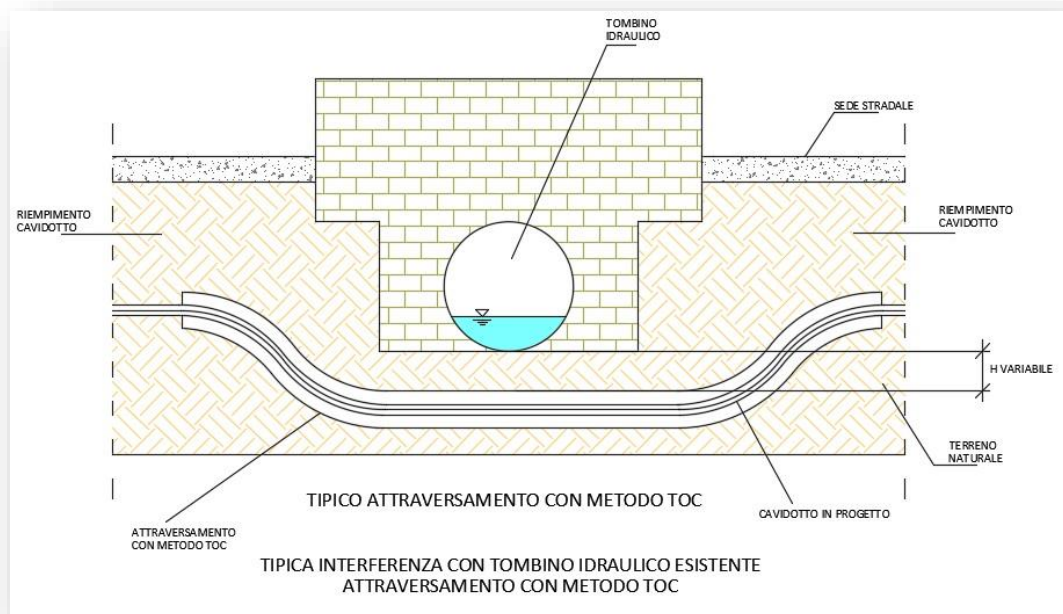 TOMBINO
IDRAULICO
SEDE STRADALE
RIEMPIMENTO
CAVIDOTTO
RIEMPIMENTO
CAVIDOTTO
H VARIABILE
TERRENO
NATURALE
TIPICO ATTRAVERSAMENTO CON METODO TOC
CAVIDOTTO IN PROGETTO
ATTRAVERSAMENTO
CON METODO TOC
TIPICA INTERFERENZA CON TOMBINO IDRAULICO ESISTENTE
ATTRAVERSAMENTO CON METODO TOC